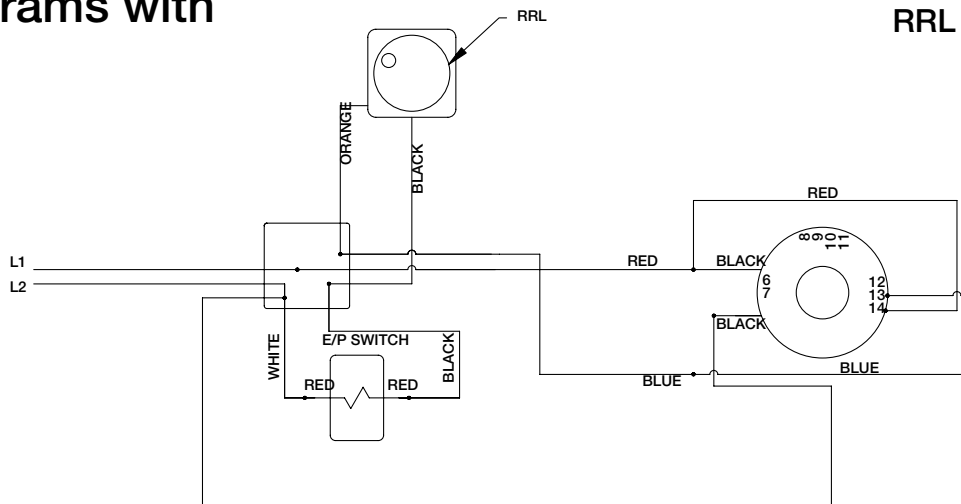 rams with
RRL
RRL
ORANGE
BLACK
RED
L1
L2
RED
BLACK
8
9
10
11
6
7
12
13
14
BLACK
E/P SWITCH
WHITE
BLACK
RED
RED
BLUE
BLUE